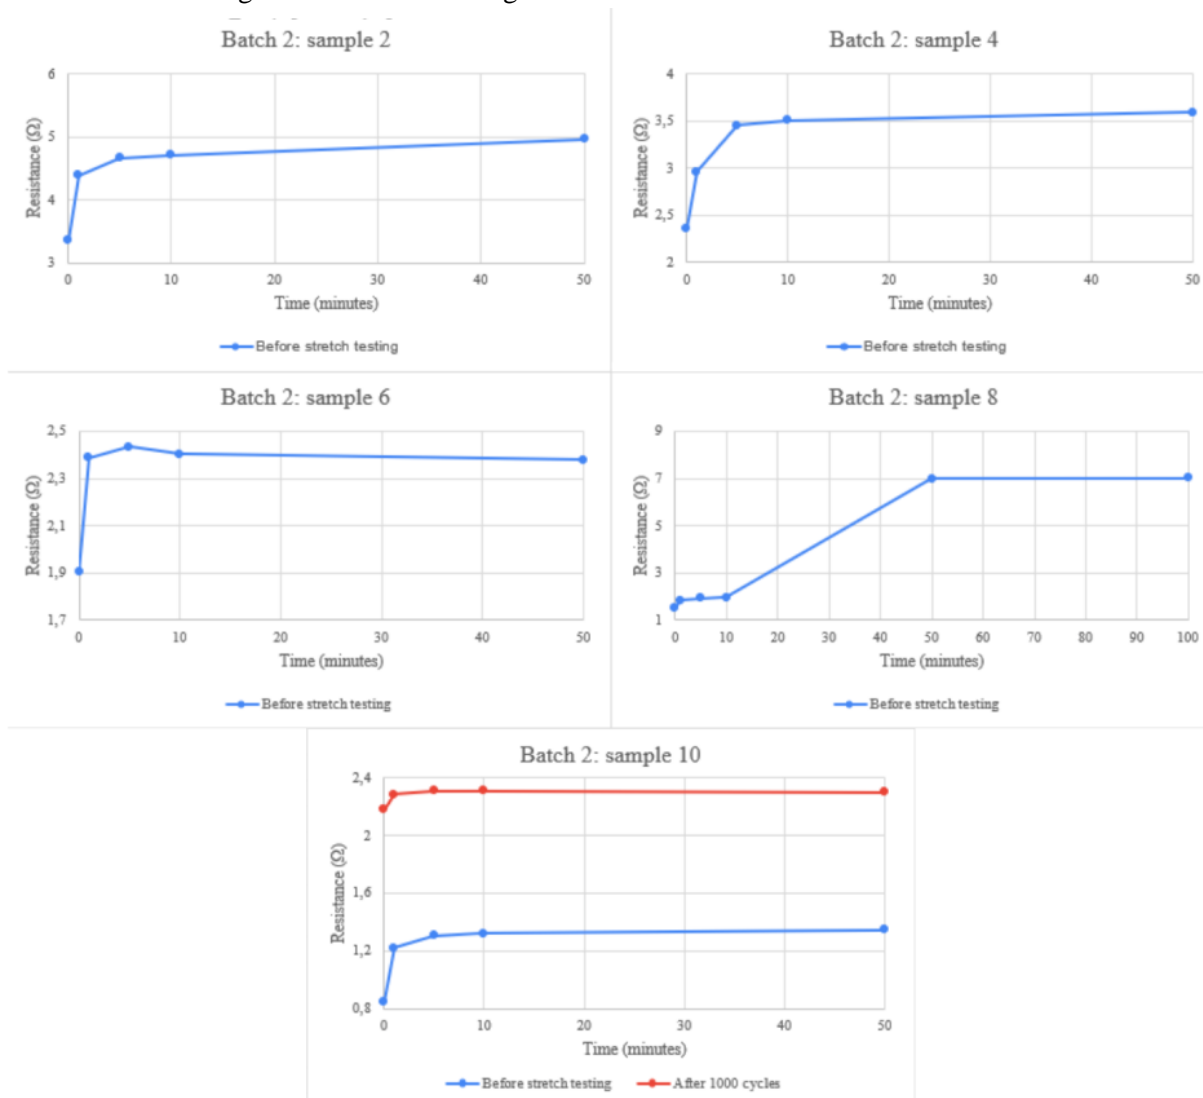 Batch 2: sample 2
6
5
4
3
Resistance (Ω)
0 10 20 30 40 50
Time (minutes)
Before stretch testing
Batch 2: sample 4
4
3,5
3
2,5
2
Resistance (Ω)
0 10 20 30 40 50
Time (minutes)
Before stretch testing
Batch 2: sample 6
2,5
2,3
2,1
1,9
1,7
Resistance (Ω)
0 10 20 30 40 50
Time (minutes)
Before stretch testing
Batch 2: sample 8
9
7
5
3
1
Resistance (Ω)
0 10 20 30 40 50 60 70 80 90 100
Time (minutes)
Before stretch testing
Batch 2: sample 10
2,4
2
1,6
1,2
0,8
Resistance (Ω)
0 10 20 30 40 50
Time (minutes)
Before stretch testing After 1000 cycles